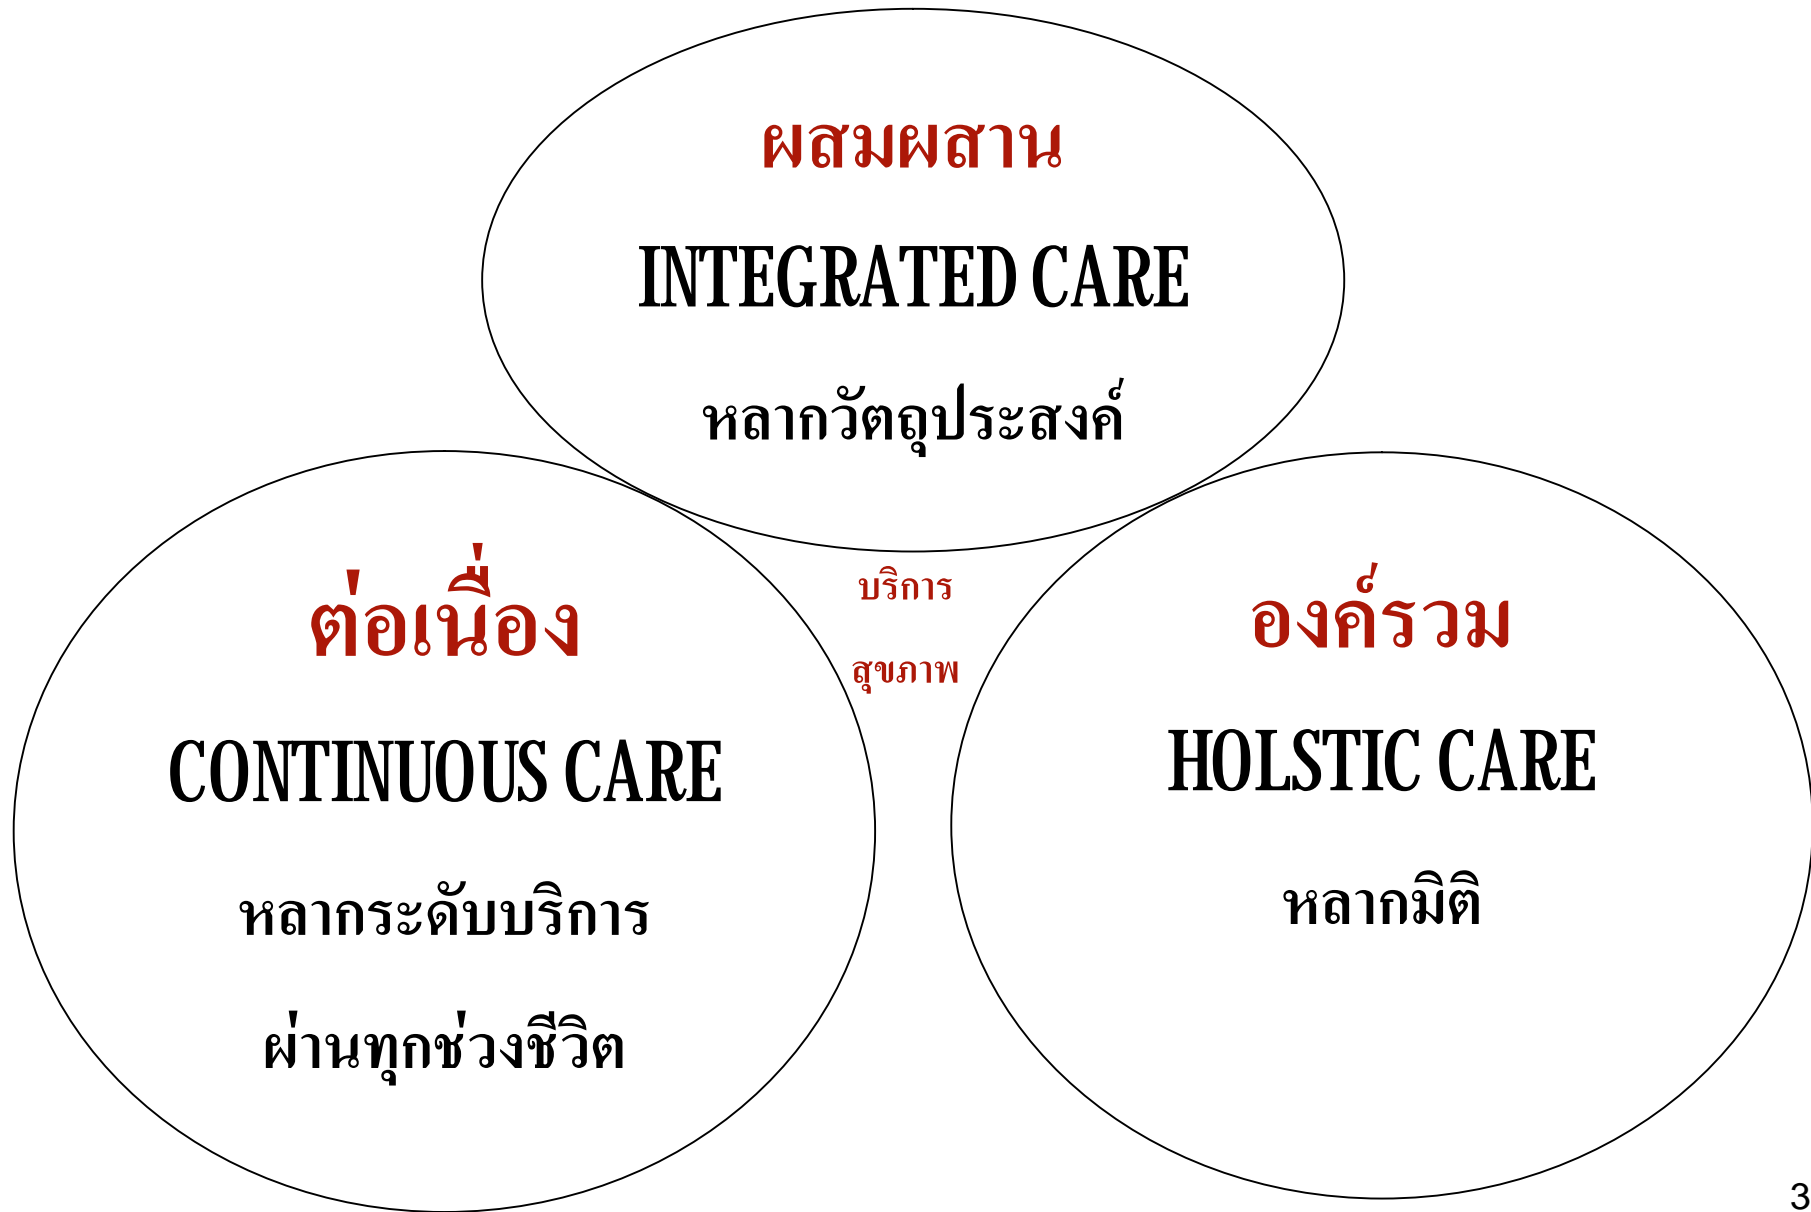 ผสมผสาน
INTEGRATED CARE
หลากวัตถุประสงค์
บริการ
สุขภาพ
ต่อเนื่อง
CONTINUOUS CARE
หลากระดับบริการ
ผ่านทุกช่วงชีวิต
องค์รวม
HOLSTIC CARE
หลากมิติ
3